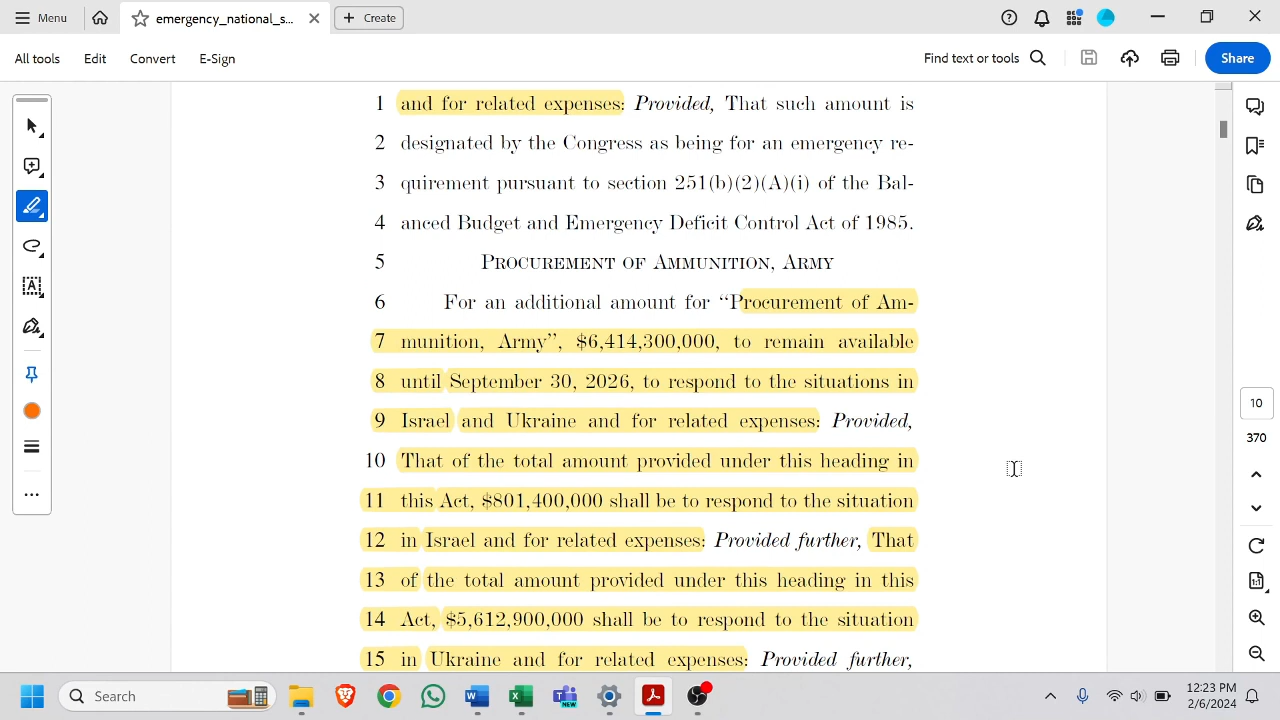 Menu
emergency_national_s...
Create
All tools
Edit
Convert
E-Sign
Find text or tools
Share
1 and for related expenses: Provided, That such amount is
2 designated by the Congress as being for an emergency re-
3 quirement pursuant to section 251(b)(2)(A)(i) of the Bal-
4 anced Budget and Emergency Deficit Control Act of 1985.
5 PROCUREMENT OF AMMUNITION, ARMY
6 For an additional amount for ‘‘Procurement of Am-
7 munition, Army’’, $6,414,300,000, to remain available
8 until September 30, 2026, to respond to the situations in
9 Israel and Ukraine and for related expenses: Provided,
10 That of the total amount provided under this heading in
11 this Act, $801,400,000 shall be to respond to the situation
12 in Israel and for related expenses: Provided further, That
13 of the total amount provided under this heading in this
14 Act, $5,612,900,000 shall be to respond to the situation
15 in Ukraine and for related expenses: Provided further,
10
370
Search
NEW
12:23 PM
2/6/2024